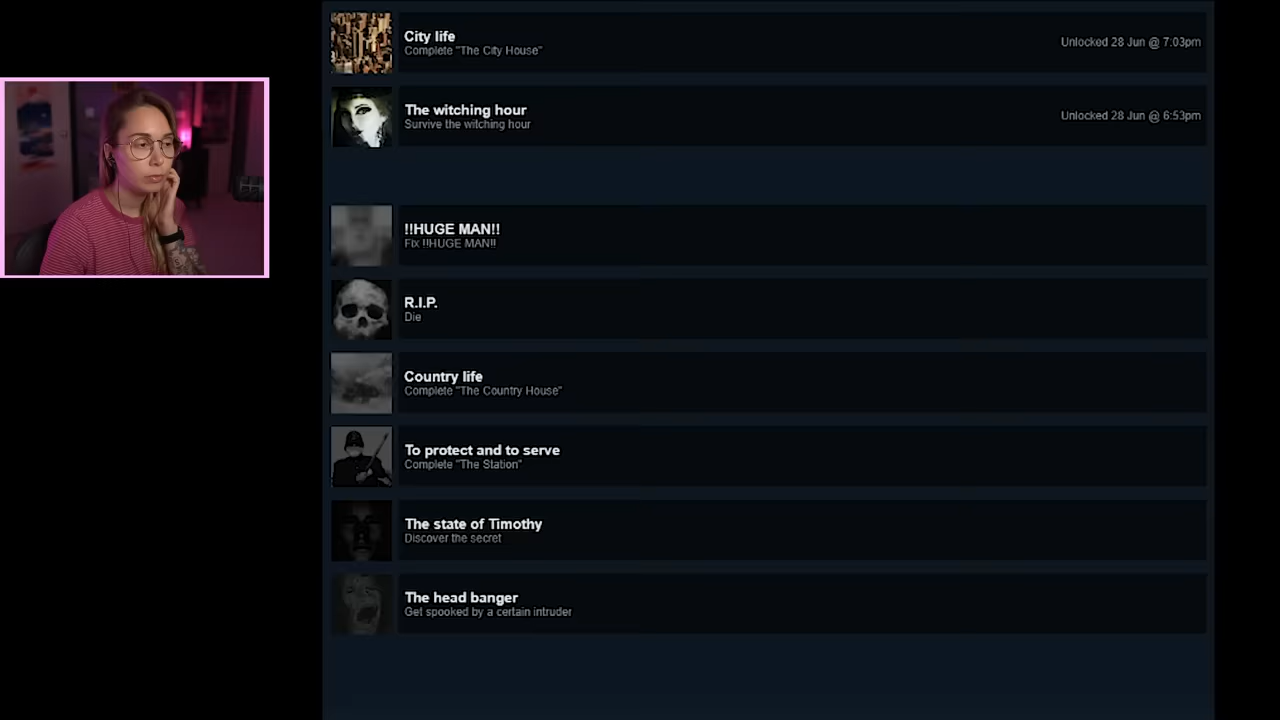 City life
Complete "The City House"
Unlocked 28 Jun @ 7:03pm
The witching hour
Survive the witching hour
Unlocked 28 Jun @ 6:53pm
!!HUGE MAN!!
Fix !!HUGE MAN!!
R.I.P.
Die
Country life
Complete "The Country House"
To protect and to serve
Complete "The Station"
The state of Timothy
Discover the secret
The head banger
Get spooked by a certain intruder